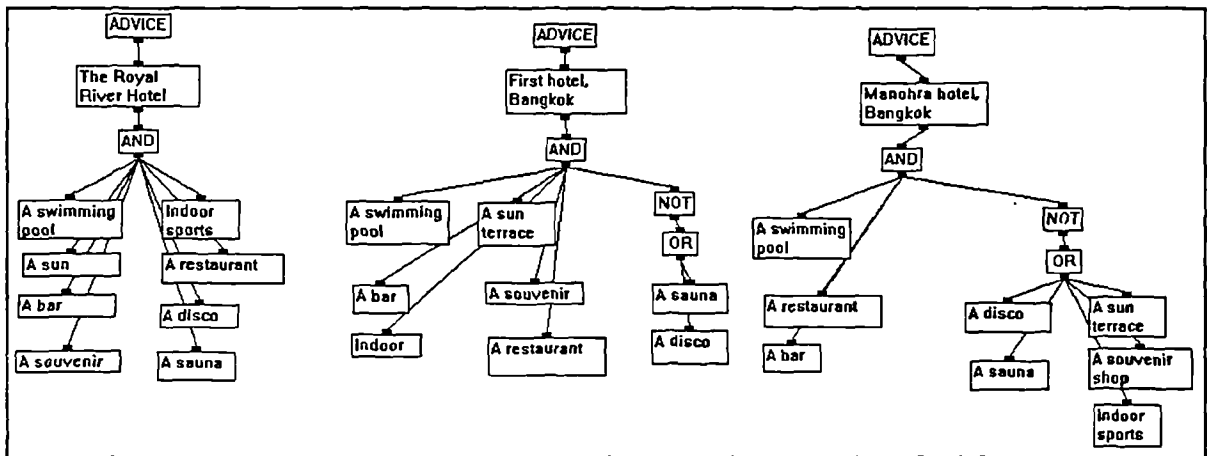 ADVICE
The Royal
River Hotel
AND
A swimming
pool
Indoor
sports
A sun
A restaurant
A bar
A disco
A souvenir
A sauna
ADVICE
First hotel,
Bangkok
AND
A swimming
pool
A sun
terrace
NOT
OR
A bar
A souvenir
A sauna
Indoor
A restaurant
A disco
ADVICE
Manohra hotel,
Bangkok
AND
A swimming
pool
NOT
OR
A restaurant
A disco
A sun
terrace
A bar
A sauna
A souvenir
shop
Indoor
sports